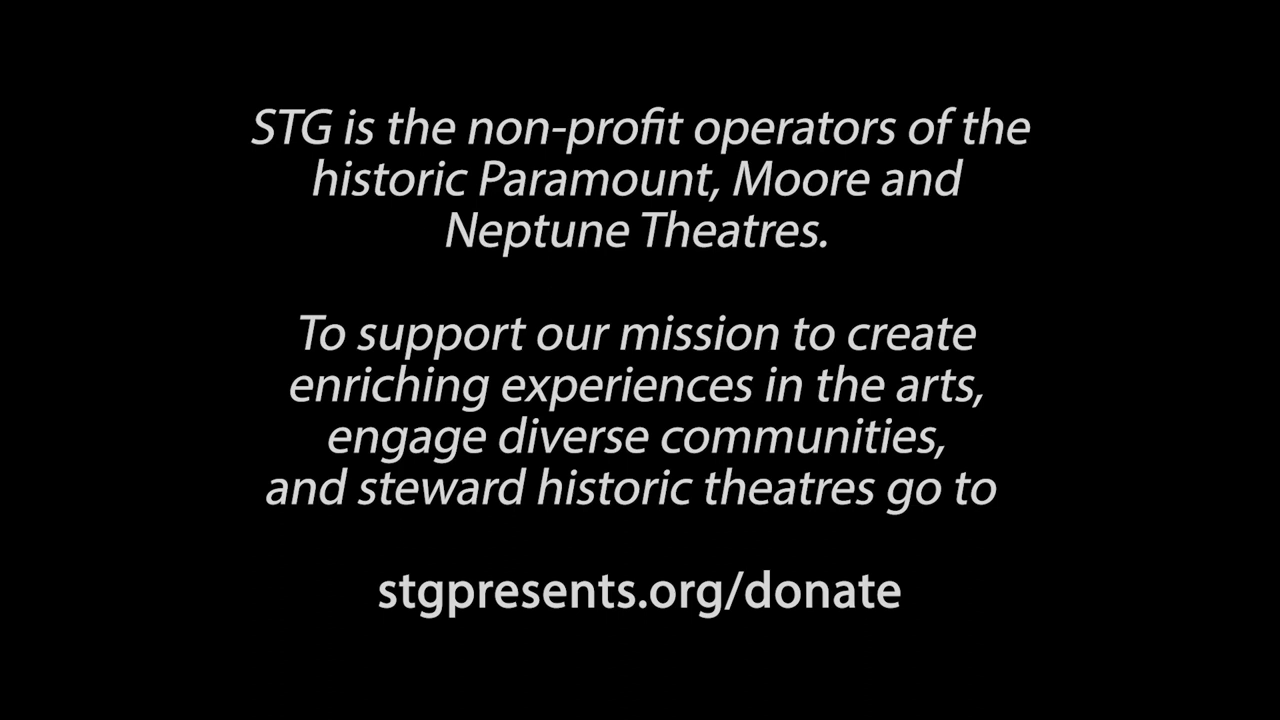 STG is the non-profit operators of the
historic Paramount, Moore and
Neptune Theatres.
To support our mission to create
enriching experiences in the arts,
engage diverse communities,
and steward historic theatres go to
stgpresents.org/donate